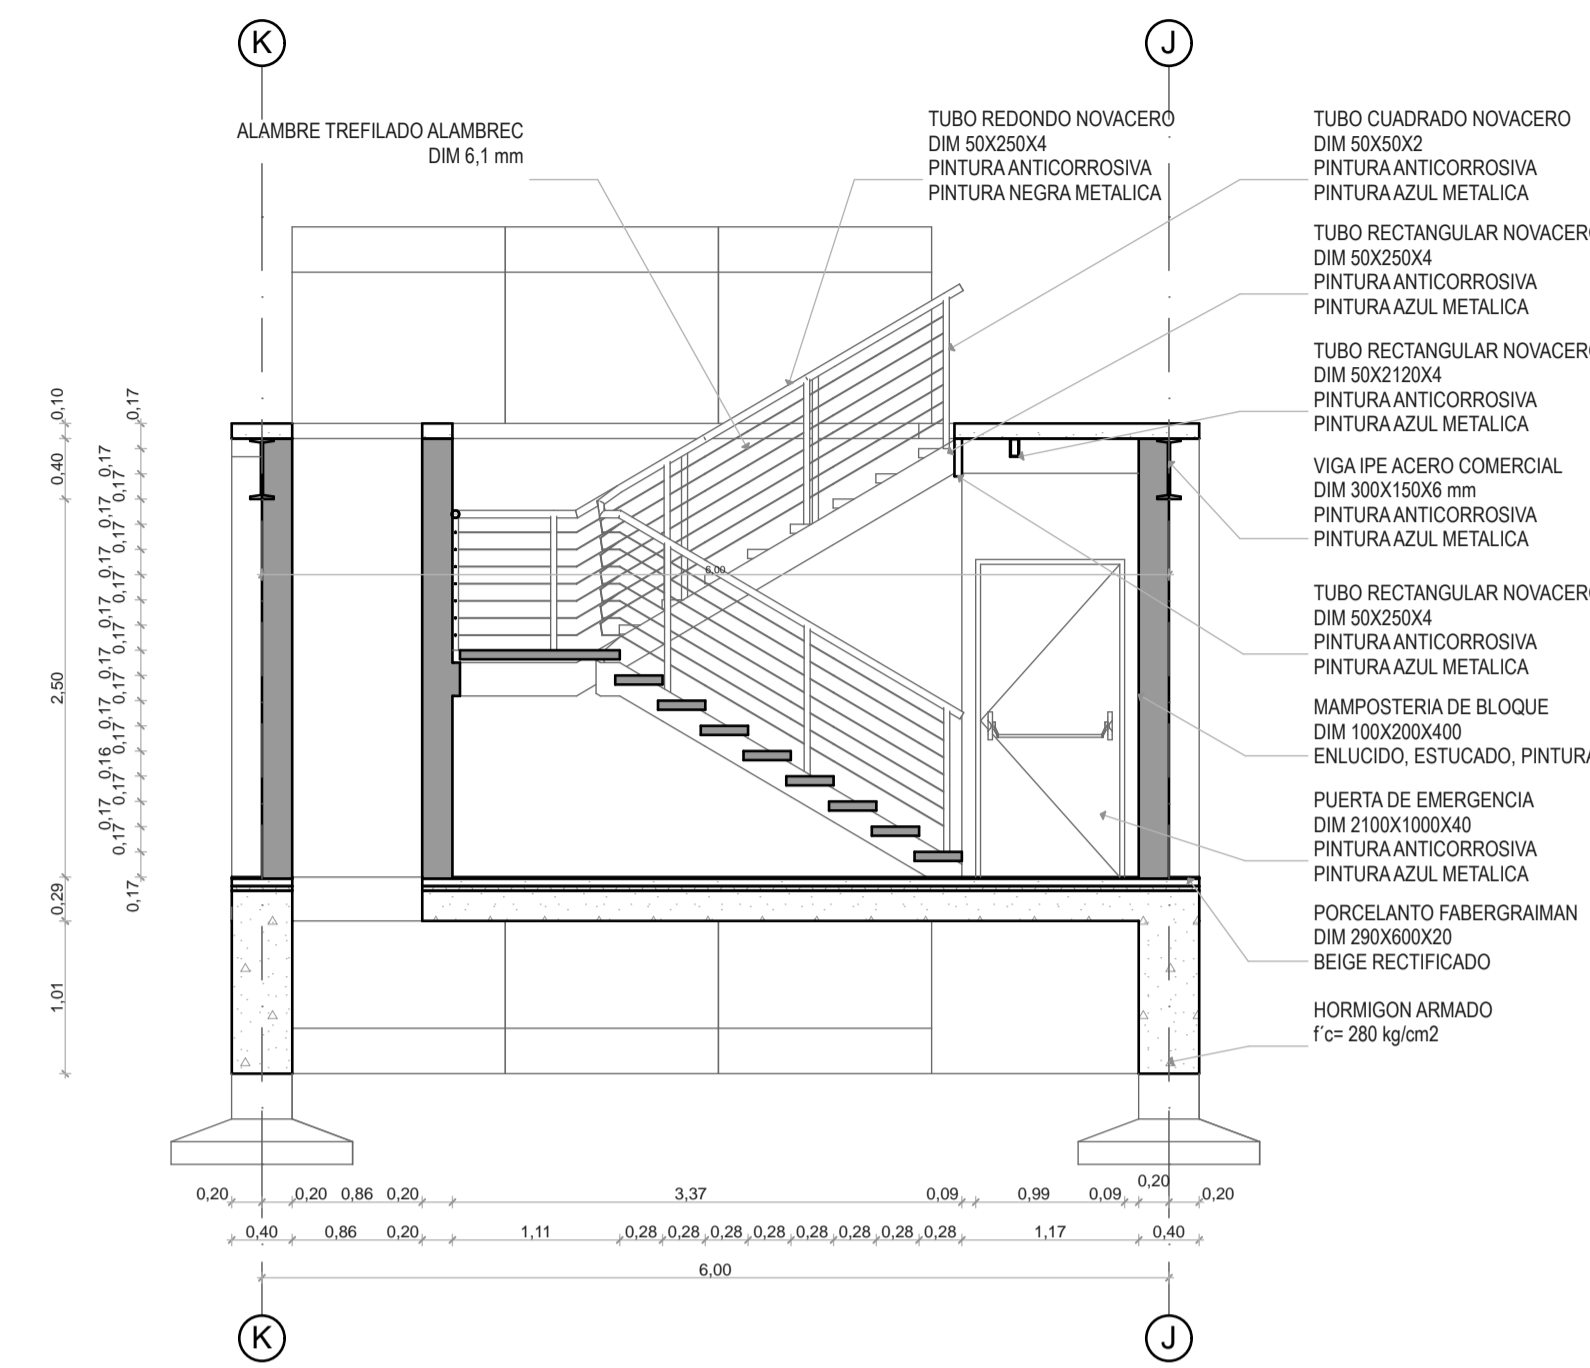 K
J
ALAMBRE TREFILADO ALAMBREC
DIM 6,1 mm
TUBO REDONDO NOVACERO
DIM 50X250X4
PINTURA ANTICORROSIVA
PINTURA NEGRA METALICA
TUBO CUADRADO NOVACERO
DIM 50X50X2
PINTURA ANTICORROSIVA
PINTURA AZUL METALICA
TUBO RECTANGULAR NOVACERO
DIM 50X250X4
PINTURA ANTICORROSIVA
PINTURA AZUL METALICA
TUBO RECTANGULAR NOVACERO
DIM 50X2120X4
PINTURA ANTICORROSIVA
PINTURA AZUL METALICA
VIGA IPE ACERO COMERCIAL
DIM 300X150X6 mm
PINTURA ANTICORROSIVA
PINTURA AZUL METALICA
TUBO RECTANGULAR NOVACERO
DIM 50X250X4
PINTURA ANTICORROSIVA
PINTURA AZUL METALICA
MAMPOSTERIA DE BLOQUE
DIM 100X200X400
ENLUCIDO, ESTUCADO, PINTURA
PUERTA DE EMERGENCIA
DIM 2100X1000X40
PINTURA ANTICORROSIVA
PINTURA AZUL METALICA
PORCELANTO FABERGRAIMAN
DIM 290X600X20
BEIGE RECTIFICADO
HORMIGON ARMADO
f´c= 280 kg/cm2
0,10
0,40
2,50
0,29
1,01
0,17
0,17
0,17
0,17
0,17
0,17
0,17
0,17
0,17
0,17
0,17
0,17
0,17
0,16
0,17
0,17
0,17
0,17
6,00
0,20 0,20 0,86 0,20 3,37 0,09 0,99 0,09 0,20 0,20
0,40 0,86 0,20 1,11 0,28 0,28 0,28 0,28 0,28 0,28 0,28 0,28 1,17 0,40
6,00
K
J